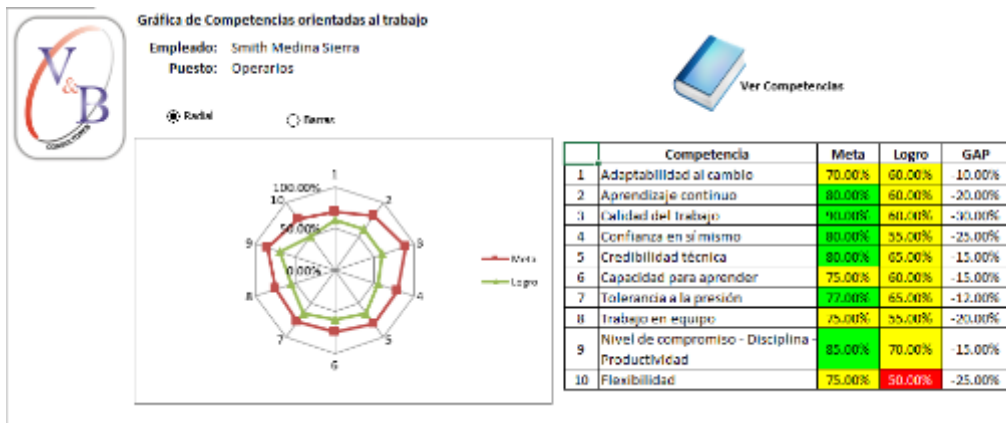 Gráfica de Competencias orientadas al trabajo
Empleado: Smith Medina Sierra
Puesto: Operarios
V&B
CONSULTORES
Ver Competencias
Radial
Barras
1
2
3
4
5
6
7
8
9
10
100.00%
50.00%
0.00%
Meta
Logro
Competencia Meta Logro GAP
1 Adaptabilidad al cambio 70.00% 60.00% -10.00%
2 Aprendizaje continuo 80.00% 60.00% -20.00%
3 Calidad del trabajo 90.00% 60.00% -30.00%
4 Confianza en sí mismo 80.00% 55.00% -25.00%
5 Credibilidad técnica 80.00% 65.00% -15.00%
6 Capacidad para aprender 75.00% 60.00% -15.00%
7 Tolerancia a la presión 77.00% 65.00% -12.00%
8 Trabajo en equipo 75.00% 55.00% -20.00%
9 Nivel de compromiso - Disciplina -
Productividad 85.00% 70.00% -15.00%
10 Flexibilidad 75.00% 50.00% -25.00%